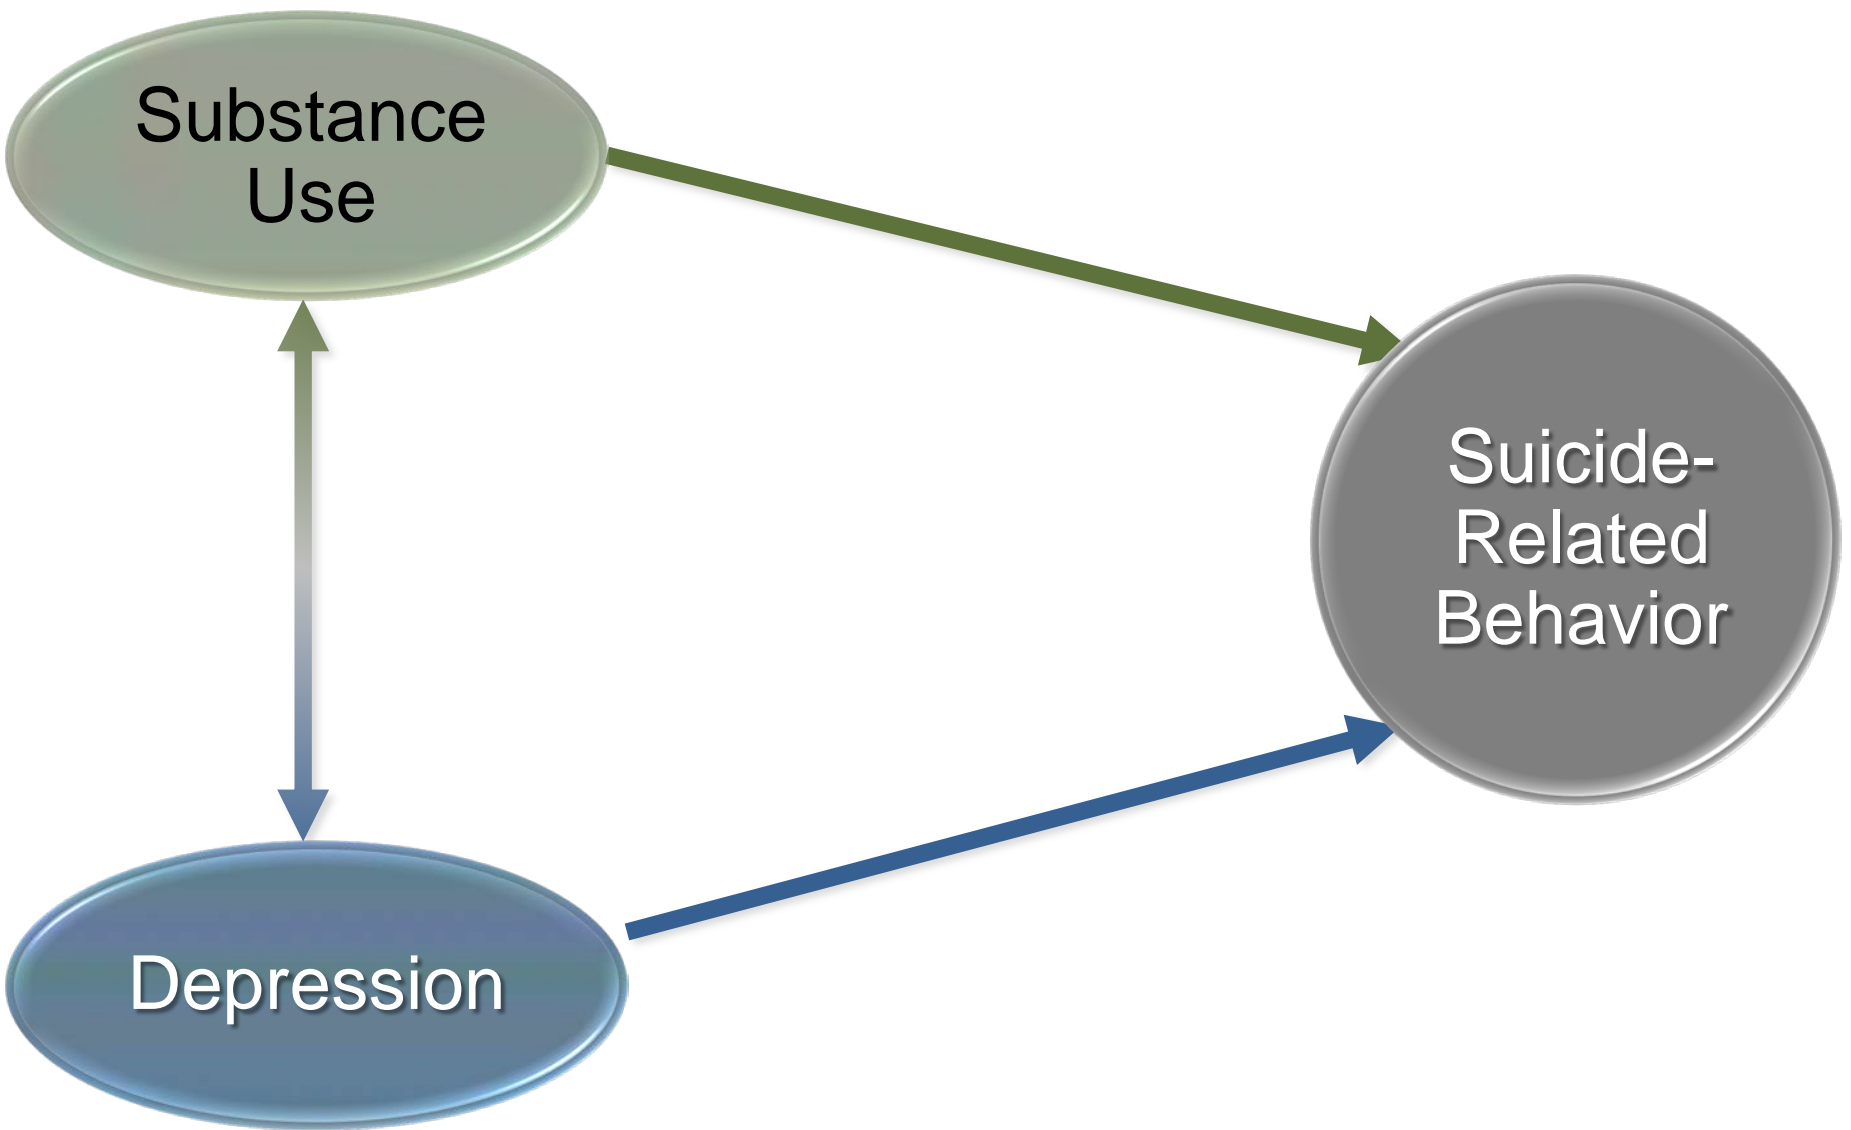 Substance
Use
Suicide-
Related
Behavior
Depression